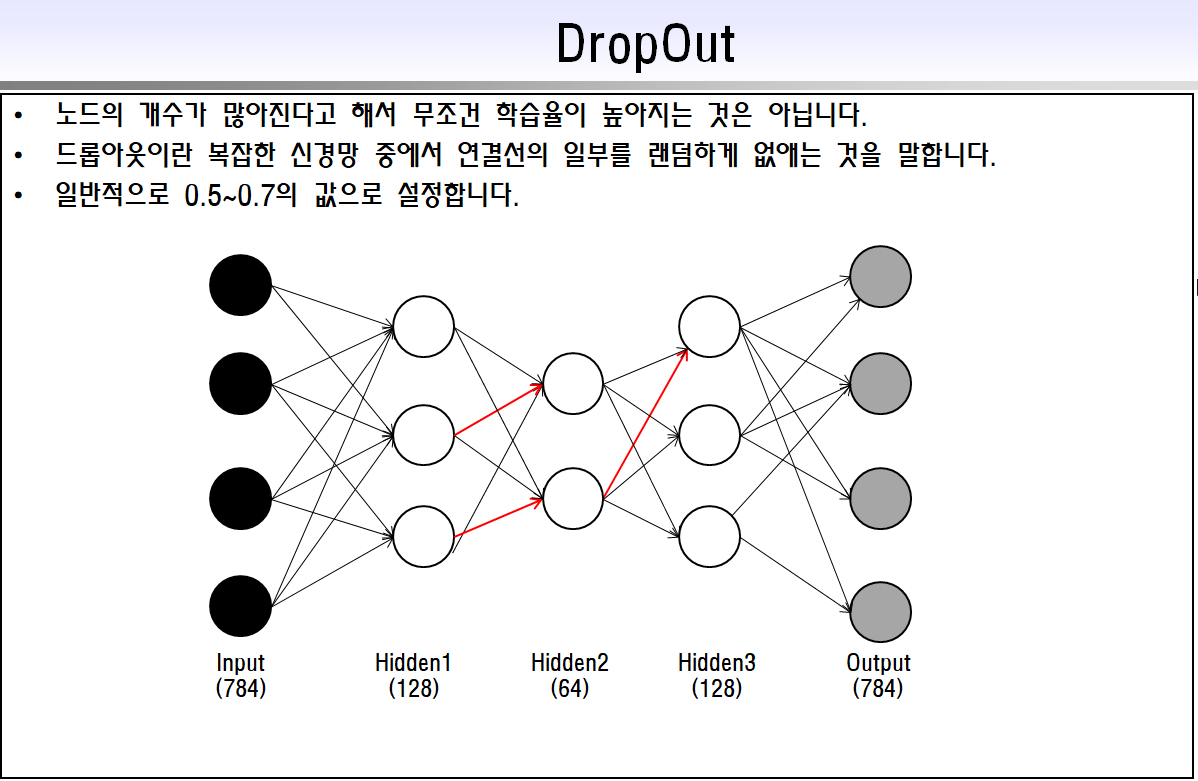 DropOut
• 노드의 개수가 많아진다고 해서 무조건 학습율이 높아지는 것은 아닙니다.
• 드롭아웃이란 복잡한 신경망 중에서 연결선의 일부를 랜덤하게 없애는 것을 말합니다.
• 일반적으로 0.5~0.7의 값으로 설정합니다.
Input Hidden1 Hidden2 Hidden3 Output
(784) (128) (64) (128) (784)